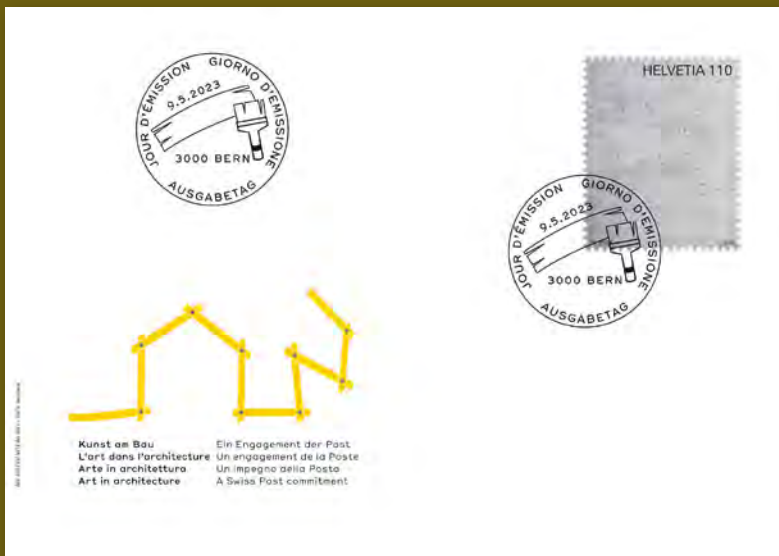 JOUR D'ÉMISSION GIORNO D'EMISSIONE
9.5.2023
3000 BERN
AUSGABETAG
HELVETIA 110
JOUR D'ÉMISSION GIORNO D'EMISSIONE
9.5.2023
3000 BERN
AUSGABETAG
Kunst am Bau Ein Engagement der Post
L'art dans l'architecture Un engagement de la Poste
Arte in architettura Un impegno della Posta
Art in architecture A Swiss Post commitment